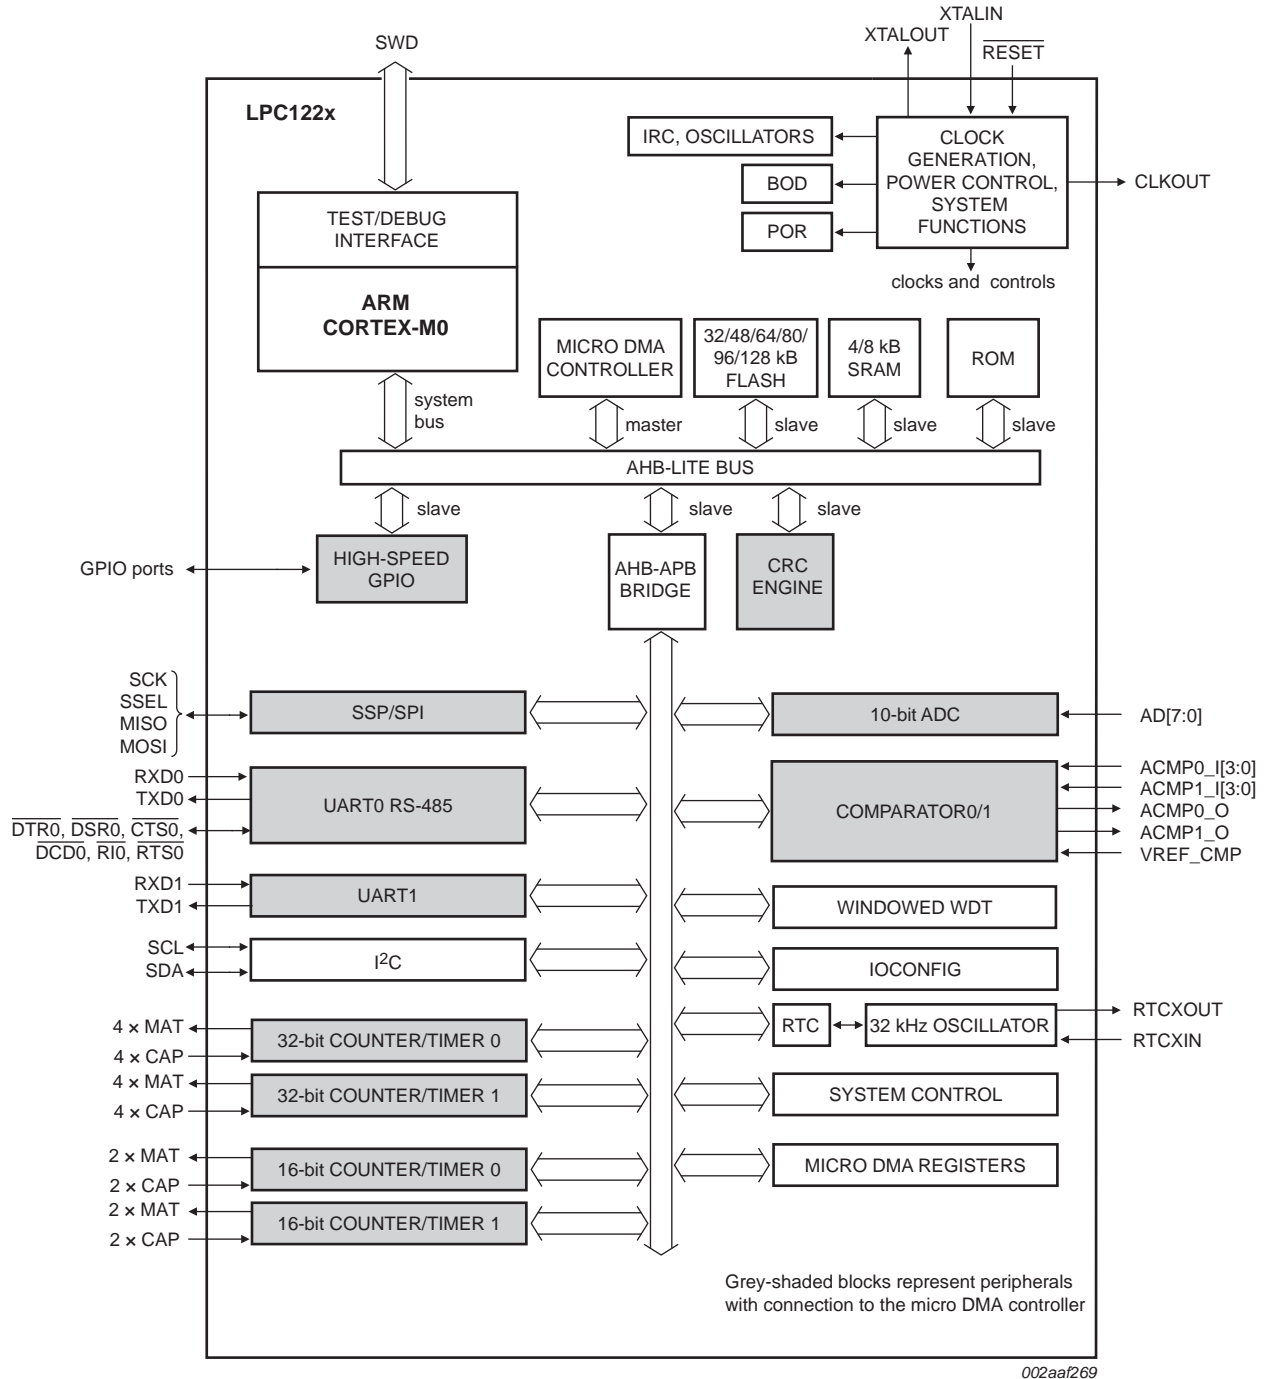 XTALIN
XTALOUT
SWD
RESET
LPC122x
IRC, OSCILLATORS
CLOCK
GENERATION,
POWER CONTROL,
SYSTEM
FUNCTIONS
BOD
CLKOUT
POR
TEST/DEBUG
INTERFACE
clocks and controls
ARM
CORTEX-M0
MICRO DMA
CONTROLLER
32/48/64/80/
96/128 kB
FLASH
4/8 kB
SRAM
ROM
system
bus
master
slave
slave
slave
AHB-LITE BUS
slave
slave
slave
GPIO ports
HIGH-SPEED
GPIO
AHB-APB
BRIDGE
CRC
ENGINE
SCK
SSEL
MISO
MOSI
SSP/SPI
10-bit ADC
AD[7:0]
RXD0
TXD0
DTR0, DSR0, CTS0,
DCD0, RI0, RTS0
UART0 RS-485
COMPARATOR0/1
ACMP0_I[3:0]
ACMP1_I[3:0]
ACMP0_O
ACMP1_O
VREF_CMP
RXD1
TXD1
UART1
WINDOWED WDT
SCL
SDA
I2C
IOCONFIG
4 × MAT
4 × CAP
32-bit COUNTER/TIMER 0
RTC
32 kHz OSCILLATOR
RTCXOUT
RTCXIN
4 × MAT
4 × CAP
32-bit COUNTER/TIMER 1
SYSTEM CONTROL
2 × MAT
2 × CAP
16-bit COUNTER/TIMER 0
MICRO DMA REGISTERS
2 × MAT
2 × CAP
16-bit COUNTER/TIMER 1
Grey-shaded blocks represent peripherals
with connection to the micro DMA controller
002aaf269